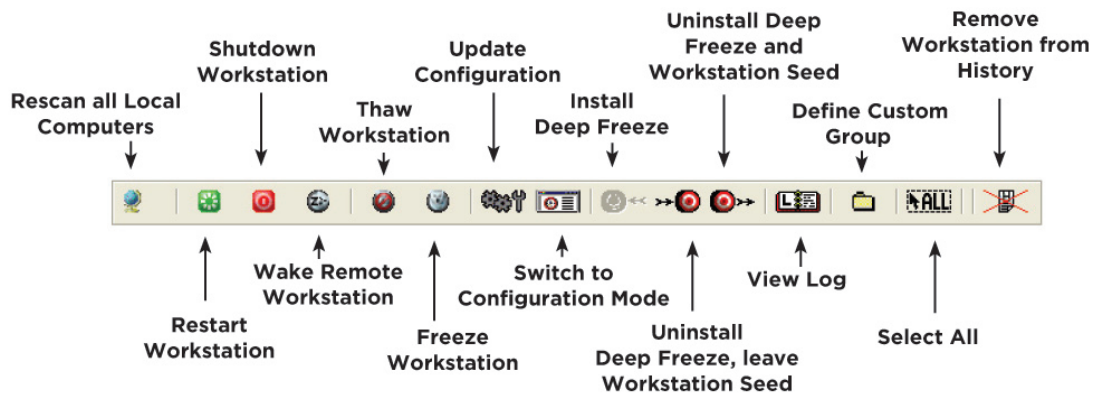 Uninstall Deep
Freeze and
Workstation Seed
Remove
Workstation from
History
Shutdown
Workstation
Update
Configuration
Rescan all Local
Computers
Thaw
Workstation
Install
Deep Freeze
Define Custom
Group
L
ALL
Wake Remote
Workstation
Switch to
Configuration Mode
View Log
Restart
Workstation
Freeze
Workstation
Uninstall
Deep Freeze, leave
Workstation Seed
Select All